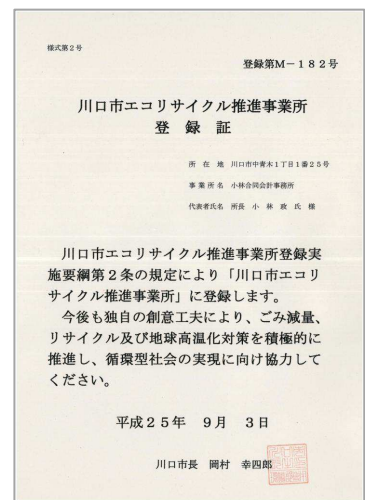 様式第2号
登録第M－182号
川口市エコリサイクル推進事業所
登 録 証
所 在 地 川口市中青木1丁目1番25号
事 業 所 名 小林合同会計事務所
代表者氏名 所長 小 林 政 氏 様
川口市エコリサイクル推進事業所登録実
施要綱第2条の規定により「川口市エコリ
サイクル推進事業所」に登録します。
今後も独自の創意工夫により、ごみ減量、
リサイクル及び地球高温化対策を積極的に
推進し、循環型社会の実現に向け協力して
ください。
平成25年 9月 3日
川口市長 岡村 幸四郎